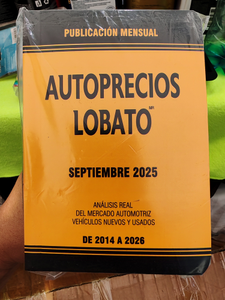 PUBLICACIÓN MENSUAL
AUTOPRECIOS
LOBATO
SEPTIEMBRE 2025
ANÁLISIS REAL
DEL MERCADO AUTOMOTRIZ
VEHÍCULOS NUEVOS Y USADOS
DE 2014 A 2026